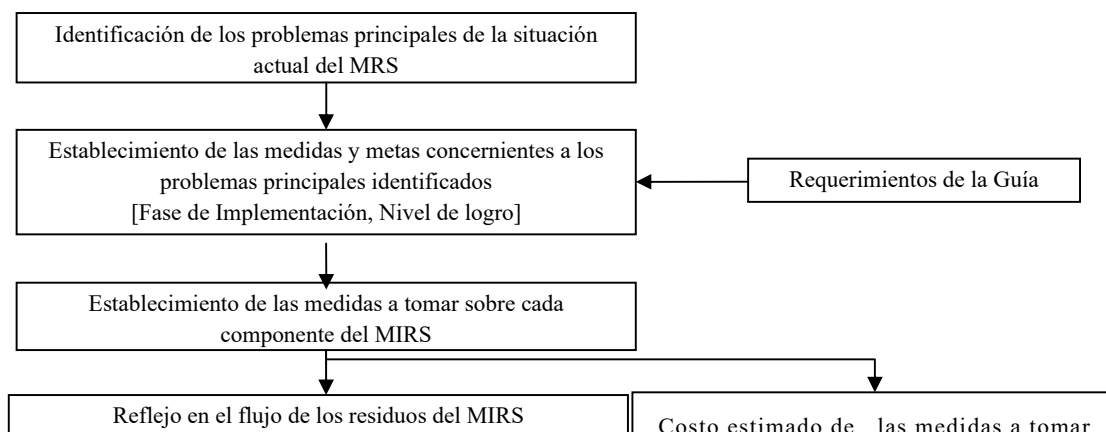 Identificación de los problemas principales de la situación
actual del MRS
Establecimiento de las medidas y metas concernientes a los
problemas principales identificados
[Fase de Implementación, Nivel de logro]
Requerimientos de la Guía
Establecimiento de las medidas a tomar sobre cada
componente del MIRS
Reflejo en el flujo de los residuos del MIRS
Costo estimado de las medidas a tomar